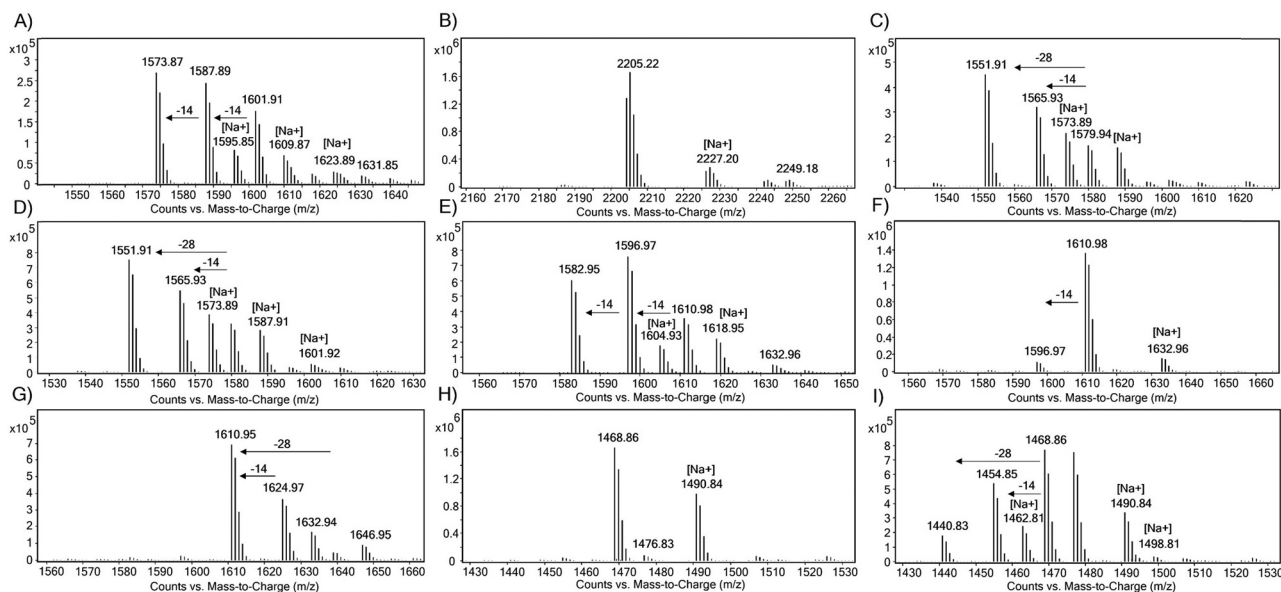 A)
x10 5
3.5
3
2.5
2
1.5
1
0.5
0
1573.87
1587.89
1601.91
-14
-14
[Na+]
1595.85
[Na+]
1609.87
[Na+]
1623.89
1631.85
1550 1560 1570 1580 1590 1600 1610 1620 1630 1640
Counts vs. Mass-to-Charge (m/z)
B)
x10 6
2
1.6
1.2
0.8
0.4
0
2205.22
[Na+]
2227.20
2249.18
2160 2170 2180 2190 2200 2210 2220 2230 2240 2250 2260
Counts vs. Mass-to-Charge (m/z)
C)
x10 5
5
4
3
2
1
0
1551.91
-28
-14
1565.93
[Na+]
1573.89
1579.94
[Na+]
1540 1550 1560 1570 1580 1590 1600 1610 1620
Counts vs. Mass-to-Charge (m/z)
D)
x10 5
8
7
6
5
4
3
2
1
0
1551.91
-28
-14
1565.93
[Na+]
1573.89
[Na+]
1587.91
[Na+]
1601.92
1530 1540 1550 1560 1570 1580 1590 1600 1610 1620 1630
Counts vs. Mass-to-Charge (m/z)
E)
x10 5
8
7
6
5
4
3
2
1
0
1582.95
1596.97
-14
-14
1610.98
[Na+]
1604.93
[Na+]
1618.95
1632.96
1560 1570 1580 1590 1600 1610 1620 1630 1640 1650
Counts vs. Mass-to-Charge (m/z)
F)
x10 6
1.4
1.2
1
0.8
0.6
0.4
0.2
0
1610.98
-14
1596.97
[Na+]
1632.96
1560 1570 1580 1590 1600 1610 1620 1630 1640 1650 1660
Counts vs. Mass-to-Charge (m/z)
G)
x10 5
8
7
6
5
4
3
2
1
0
1610.95
-28
-14
1624.97
1632.94
1646.95
1560 1570 1580 1590 1600 1610 1620 1630 1640 1650 1660
Counts vs. Mass-to-Charge (m/z)
H)
x10 6
2
1.6
1.2
0.8
0.4
0
1468.86
[Na+]
1490.84
1476.83
1430 1440 1450 1460 1470 1480 1490 1500 1510 1520 1530
Counts vs. Mass-to-Charge (m/z)
I)
x10 5
9
8
7
6
5
4
3
2
1
0
1468.86
-28
1454.85
-14
[Na+]
1462.81
1440.83
[Na+]
1490.84
[Na+]
1498.81
1430 1440 1450 1460 1470 1480 1490 1500 1510 1520 1530
Counts vs. Mass-to-Charge (m/z)